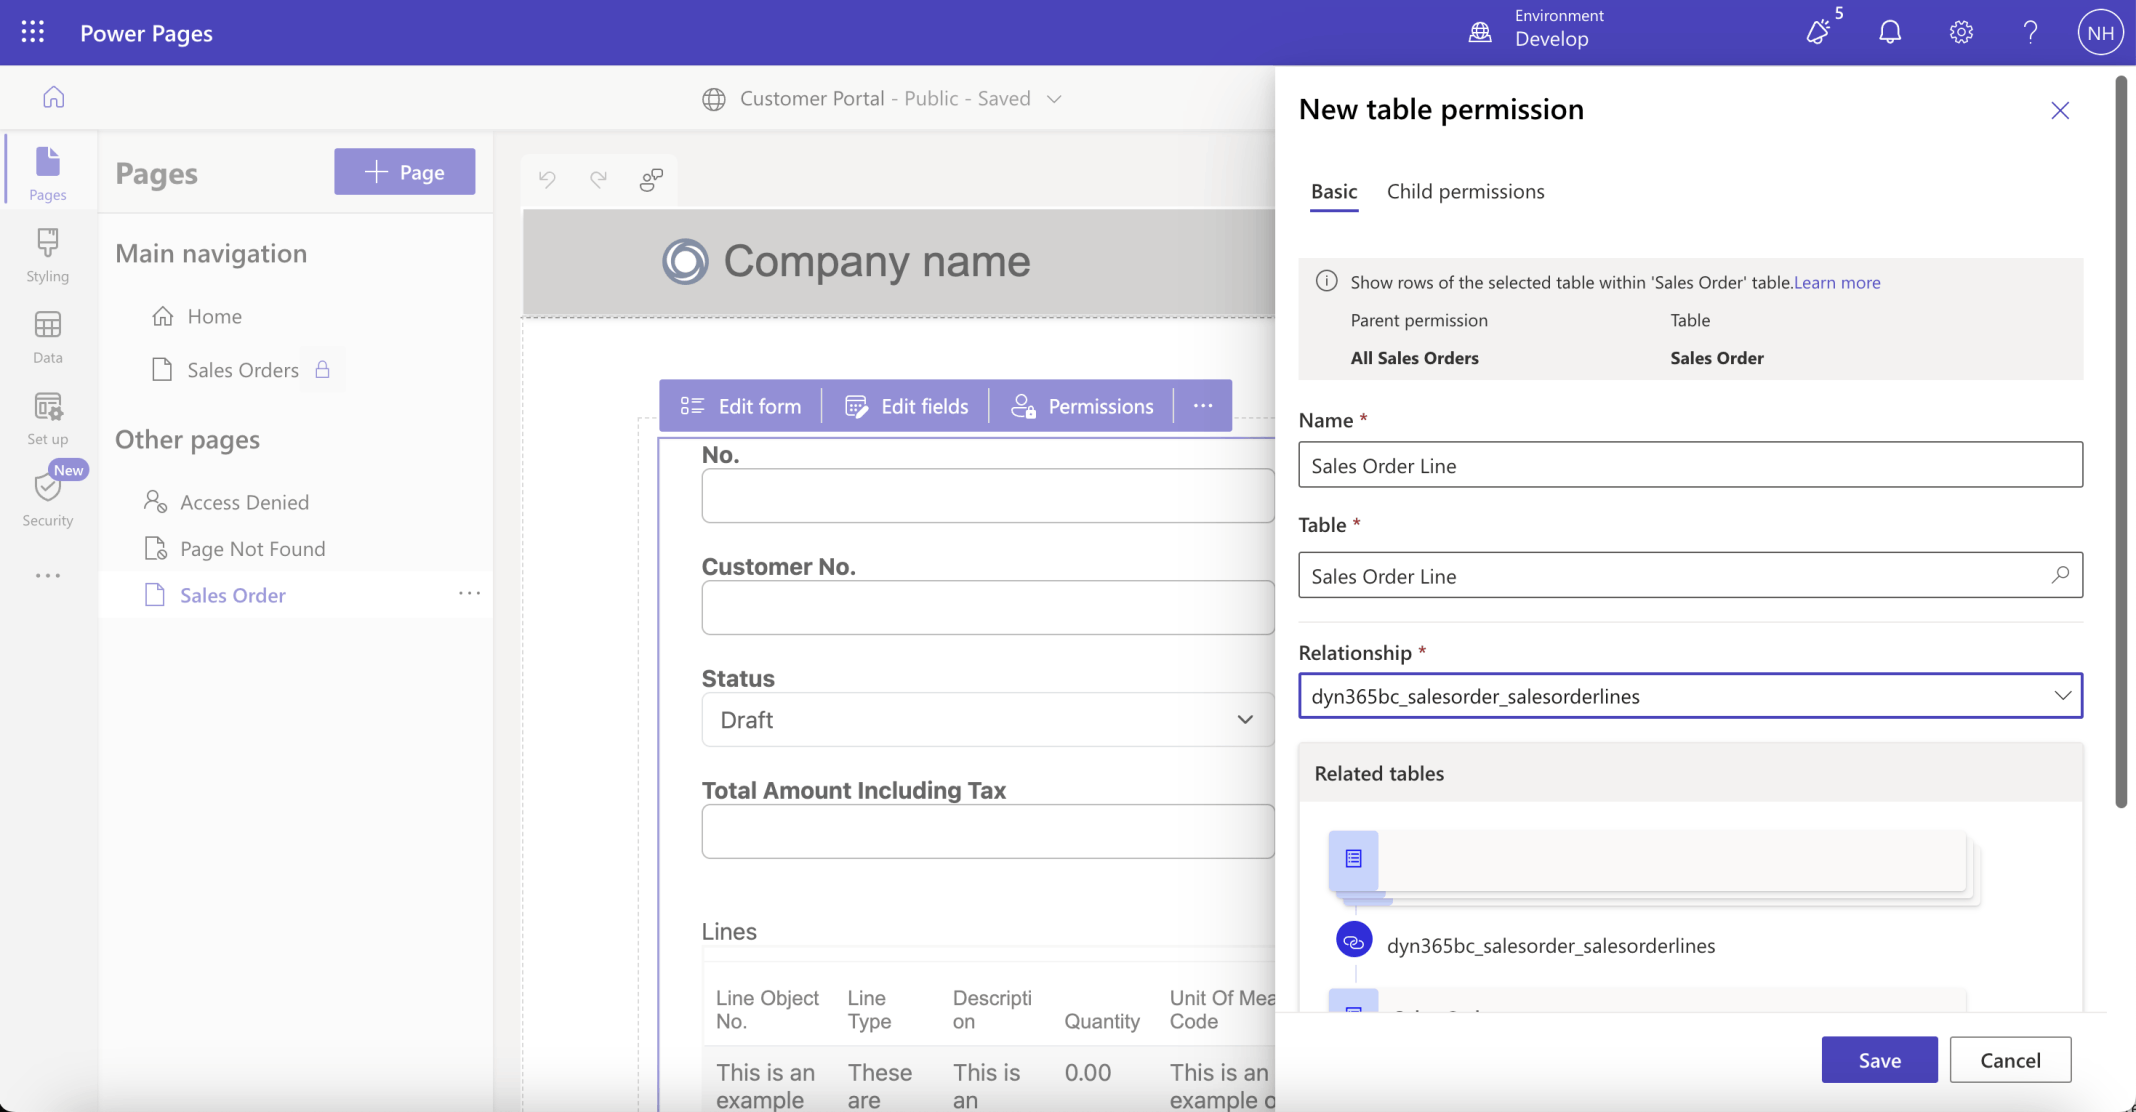 Power Pages
Environment
Develop
5
NH
Customer Portal - Public - Saved
Pages
Styling
Data
Set up
New
Security
Pages
Page
Main navigation
Home
Sales Orders
Other pages
Access Denied
Page Not Found
Sales Order
Company name
Edit form
Edit fields
Permissions
No.
Customer No.
Status
Draft
Total Amount Including Tax
Lines
Line Object No.
Line Type
Descripti on
Quantity
Unit Of Mea
Code
This is an example
These are
This is an
0.00
This is an example o
New table permission
Basic
Child permissions
Show rows of the selected table within 'Sales Order' table.Learn more
Parent permission
Table
All Sales Orders
Sales Order
Name *
Sales Order Line
Table *
Sales Order Line
Relationship *
dyn365bc_salesorder_salesorderlines
Related tables
dyn365bc_salesorder_salesorderlines
Save
Cancel